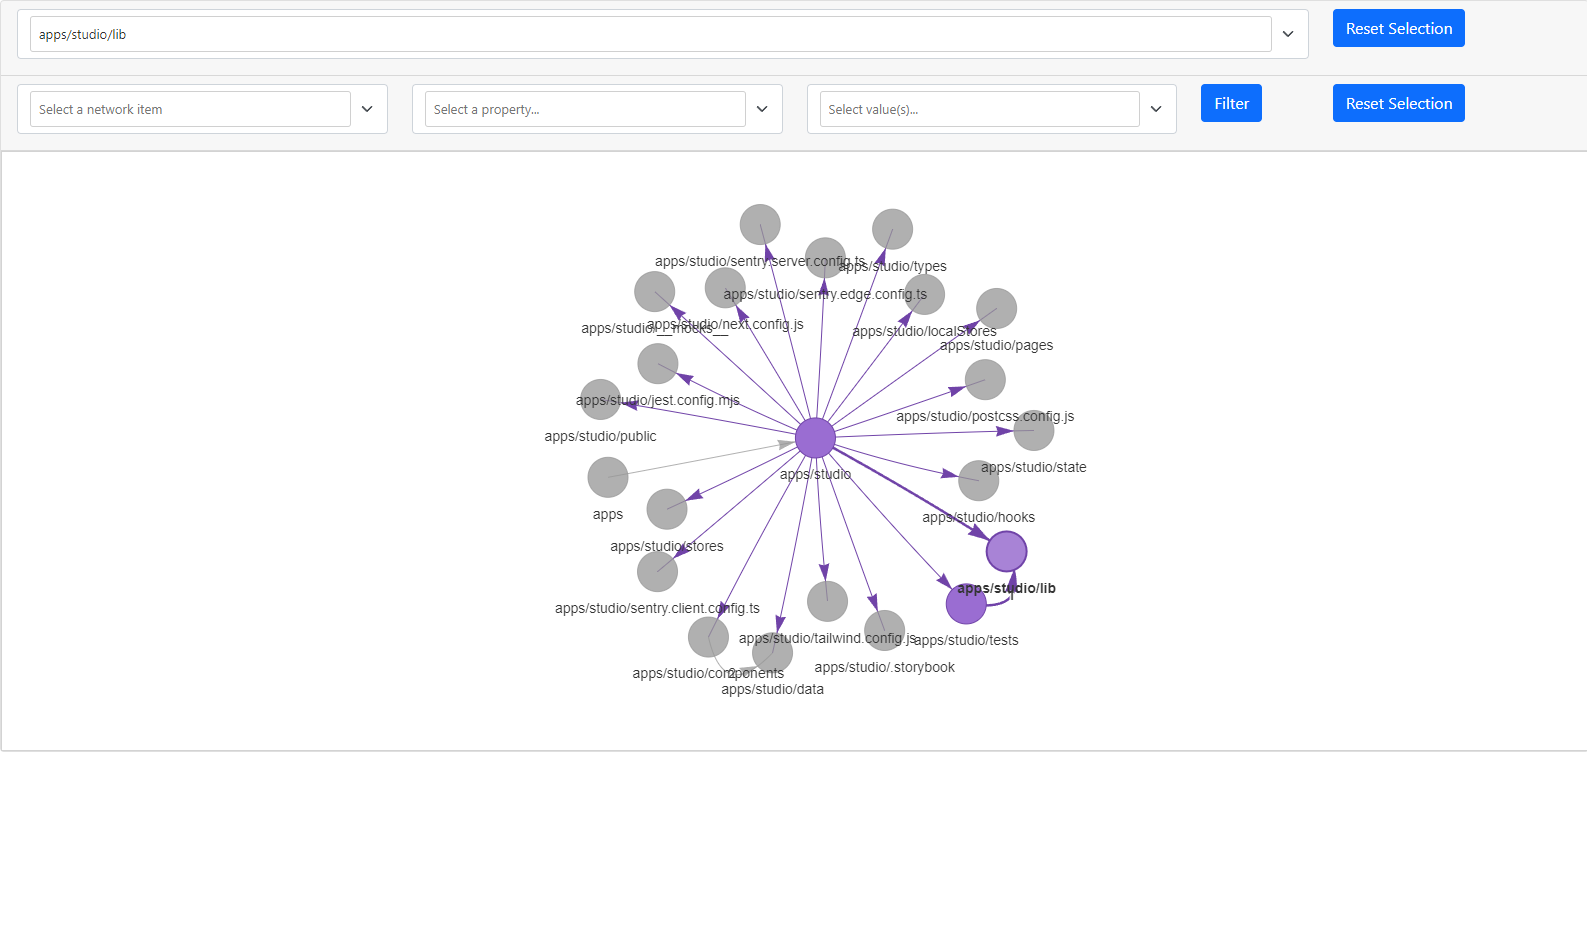 apps/studio/lib
Reset Selection
Select a network item
Select a property...
Select value(s)...
Filter
Reset Selection
apps/studio/sentry.server.config.ts
apps/studio/types
apps/studio/sentry.edge.config.ts
apps/studio/__mocks__
apps/studio/next.config.js
apps/studio/localStores
apps/studio/pages
apps/studio/jest.config.mjs
apps/studio/postcss.config.js
apps/studio/public
apps/studio/state
apps/studio
apps
apps/studio/hooks
apps/studio/stores
apps/studio/lib
apps/studio/sentry.client.config.ts
apps/studio/tailwind.config.js
apps/studio/tests
apps/studio/.storybook
apps/studio/components
2
apps/studio/data